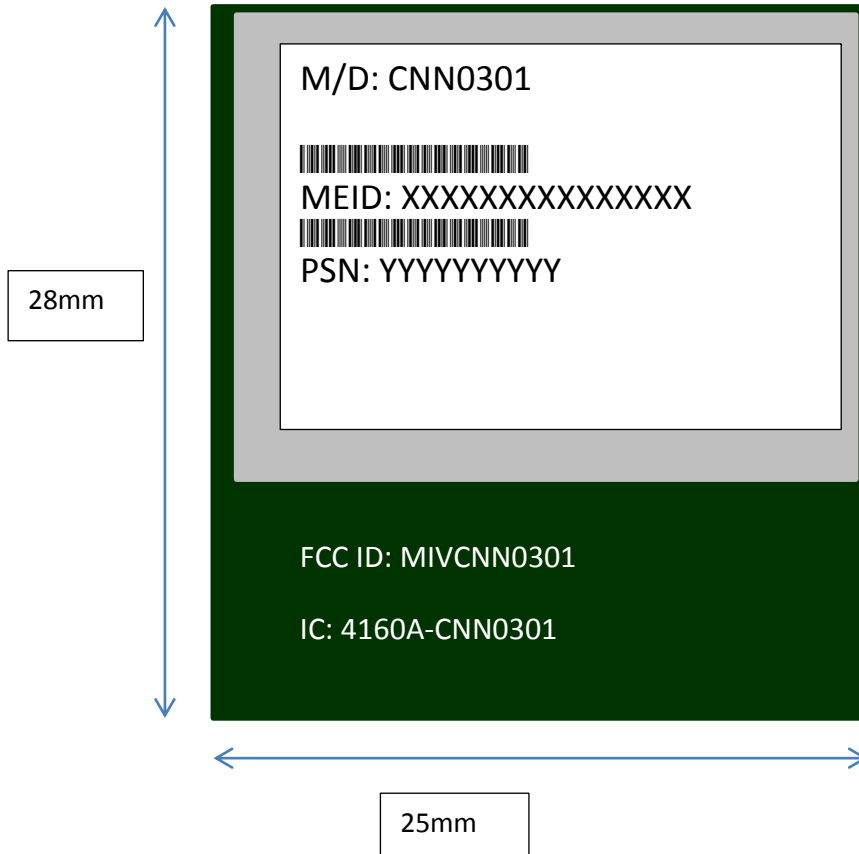 M/D: CNN0301
MEID: XXXXXXXXXXXXXXX
PSN: YYYYYYYYYY
28mm
FCC ID: MIVCNN0301
IC: 4160A-CNN0301
25mm